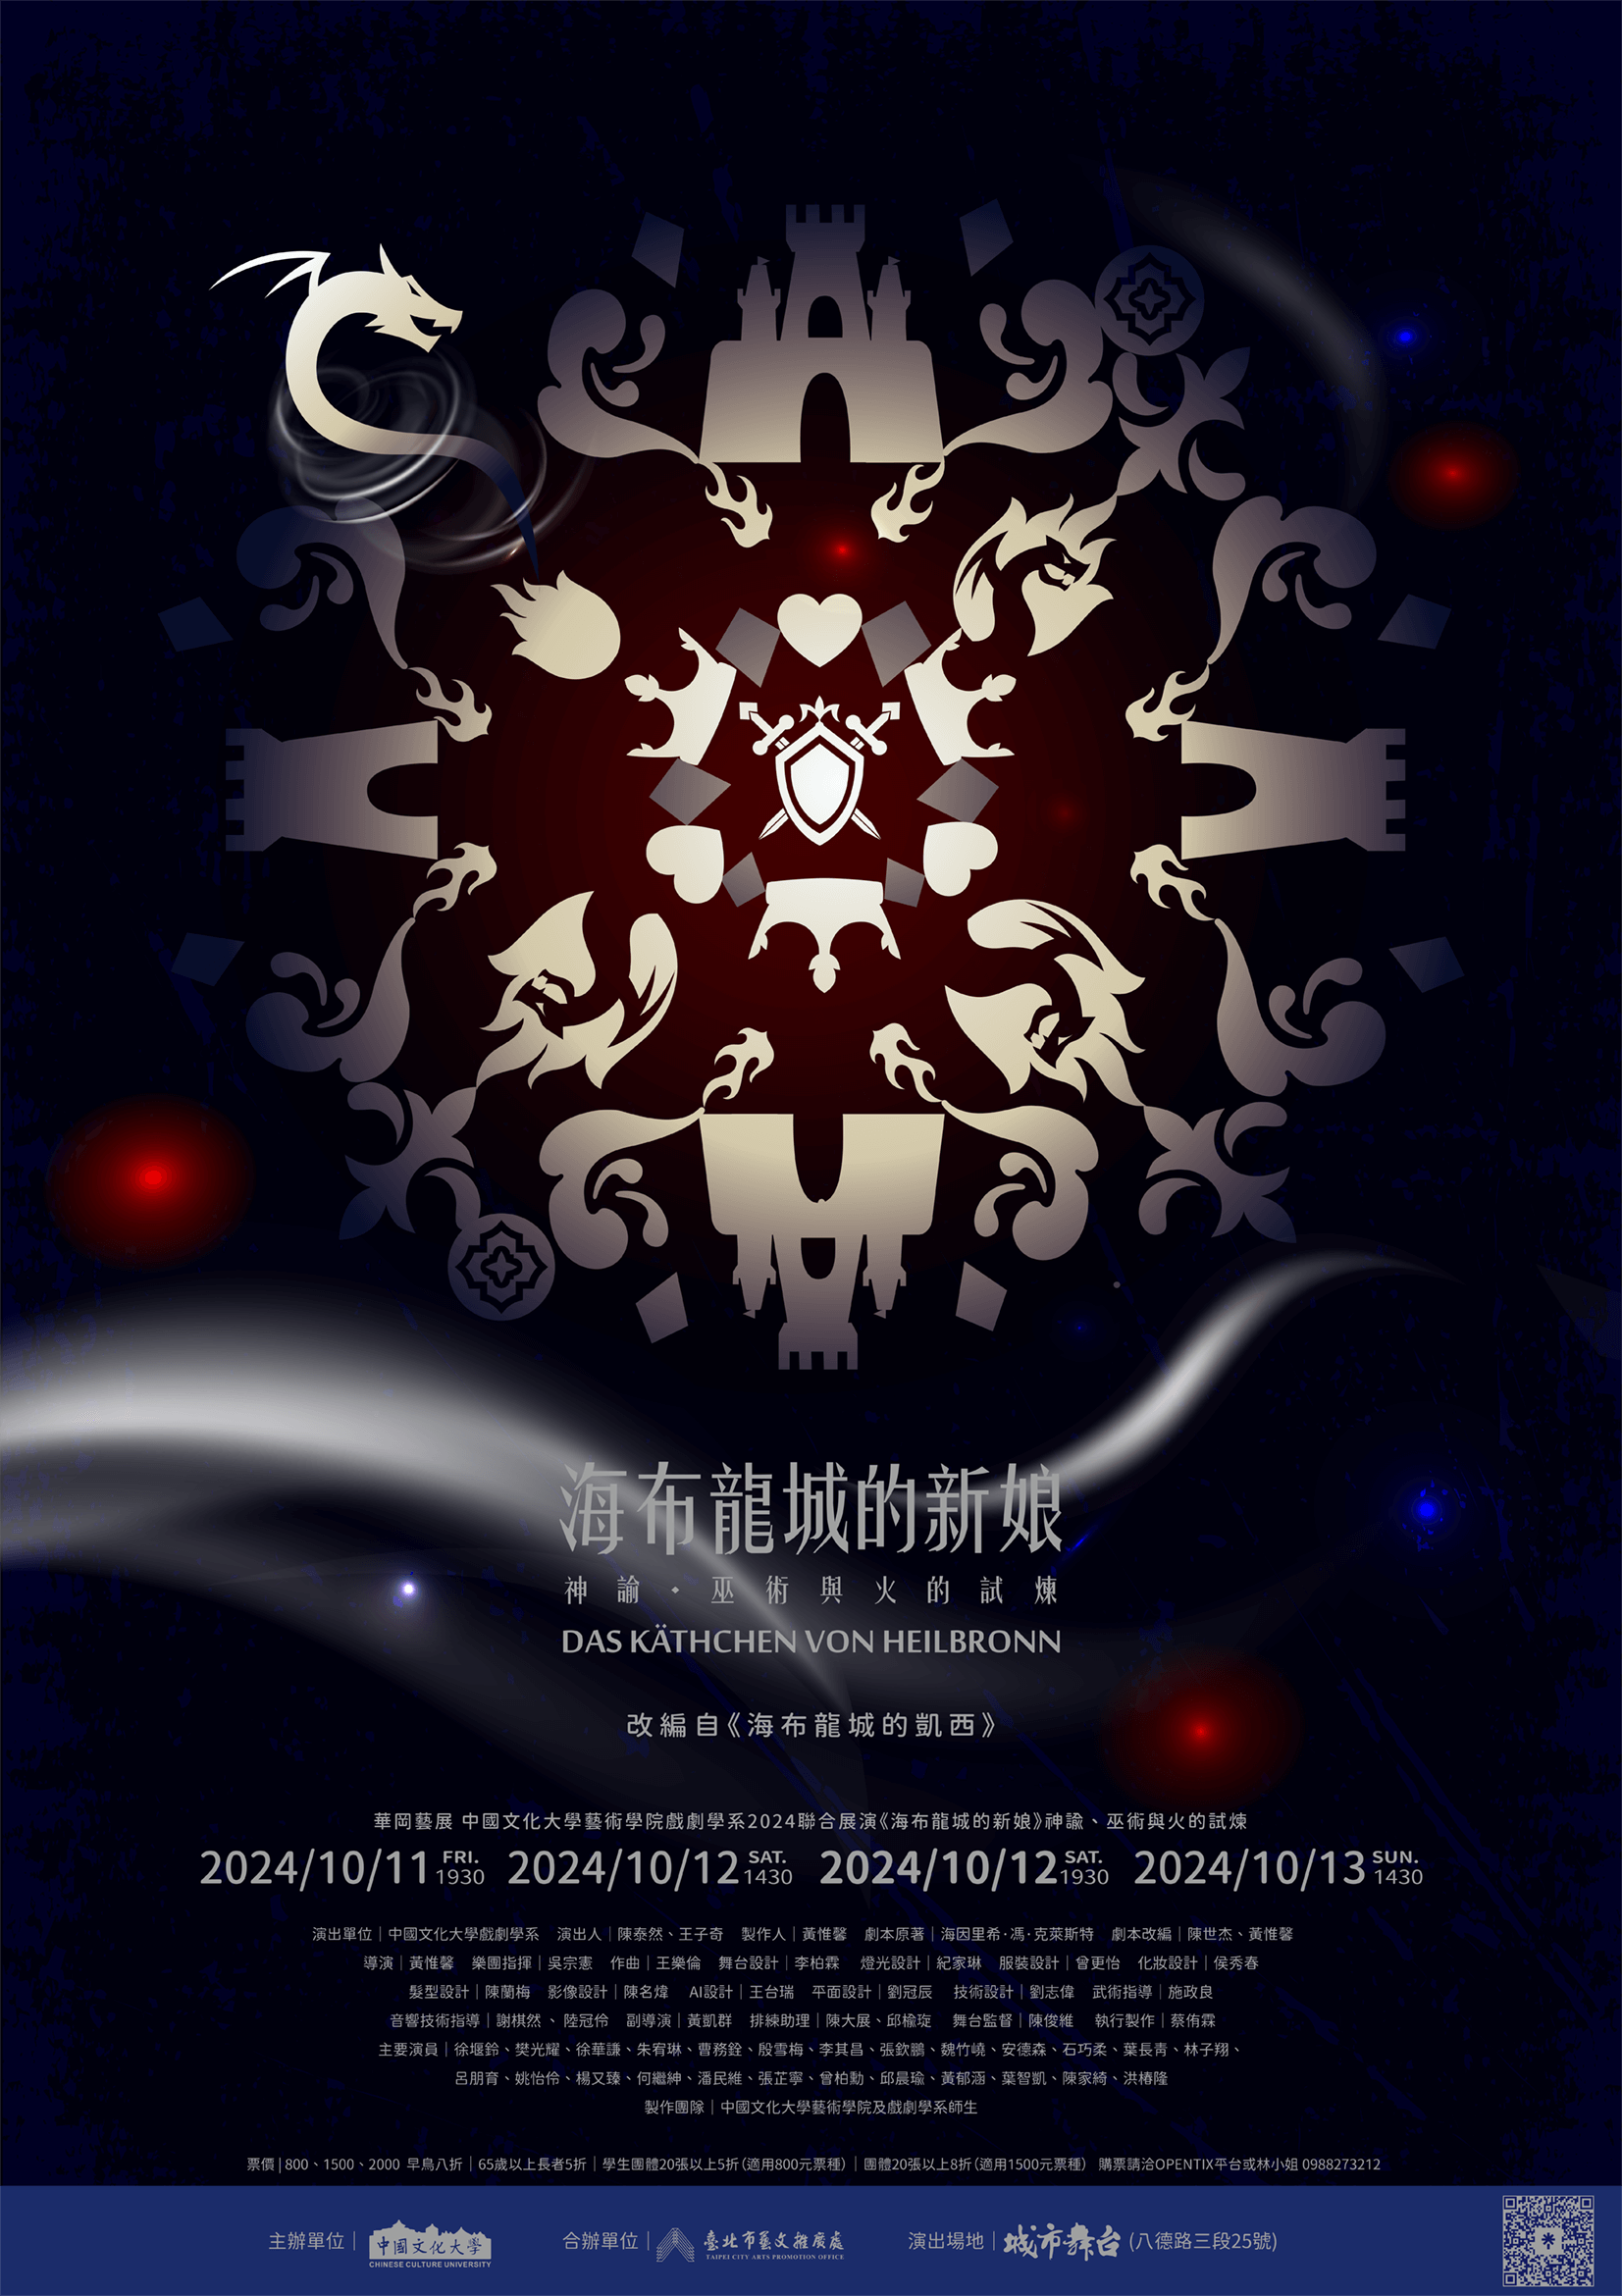 海布龍城的新娘
神諭・巫術與火的試煉
DAS KÄTHCHEN VON HEILBRONN
改編自《海布龍城的凱西》
華岡藝展 中國文化大學藝術學院戲劇學系2024聯合展演《海布龍城的新娘》神諭、巫術與火的試煉
2024/10/11 FRI. 1930 2024/10/12 SAT. 1430 2024/10/12 SAT. 1930 2024/10/13 SUN. 1430
演出單位｜中國文化大學戲劇學系 演出人｜陳泰然、王子奇 製作人｜黃惟馨 劇本原著｜海因里希·馮·克萊斯特 劇本改編｜陳世杰、黃惟馨
導演｜黃惟馨 樂團指揮｜吳宗憲 作曲｜王樂倫 舞台設計｜李柏霖 燈光設計｜紀家琳 服裝設計｜曾更怡 化妝設計｜侯秀春
髮型設計｜陳蘭梅 影像設計｜陳名煒 AI設計｜王台瑞 平面設計｜劉冠辰 技術設計｜劉志偉 武術指導｜施政良
音響技術指導｜謝棋然、陸冠伶 副導演｜黃凱群 排練助理｜陳大展、邱楡琁 舞台監督｜陳俊維 執行製作｜蔡侑霖
主要演員｜徐堰鈴、樊光耀、徐華謙、朱宥琳、曹務銓、殷雪梅、李其昌、張欽鵬、魏竹嶢、安德森、石巧柔、葉長青、林子翔、
呂朋育、姚怡伶、楊又臻、何繼紳、潘民維、張芷寧、曾柏勳、邱晨瑜、黃郁涵、葉智凱、陳家綺、洪椿隆
製作團隊｜中國文化大學藝術學院及戲劇學系師生
票價｜800、1500、2000 早鳥八折｜65歲以上長者5折｜學生團體20張以上5折（適用800元票種）｜團體20張以上8折（適用1500元票種） 購票請洽OPENTIX平台或林小姐 0988273212
主辦單位｜中國文化大學 CHINESE CULTURE UNIVERSITY 合辦單位｜臺北市藝文推廣處 TAIPEI CITY ARTS PROMOTION OFFICE 演出場地｜城市舞台 (八德路三段25號)